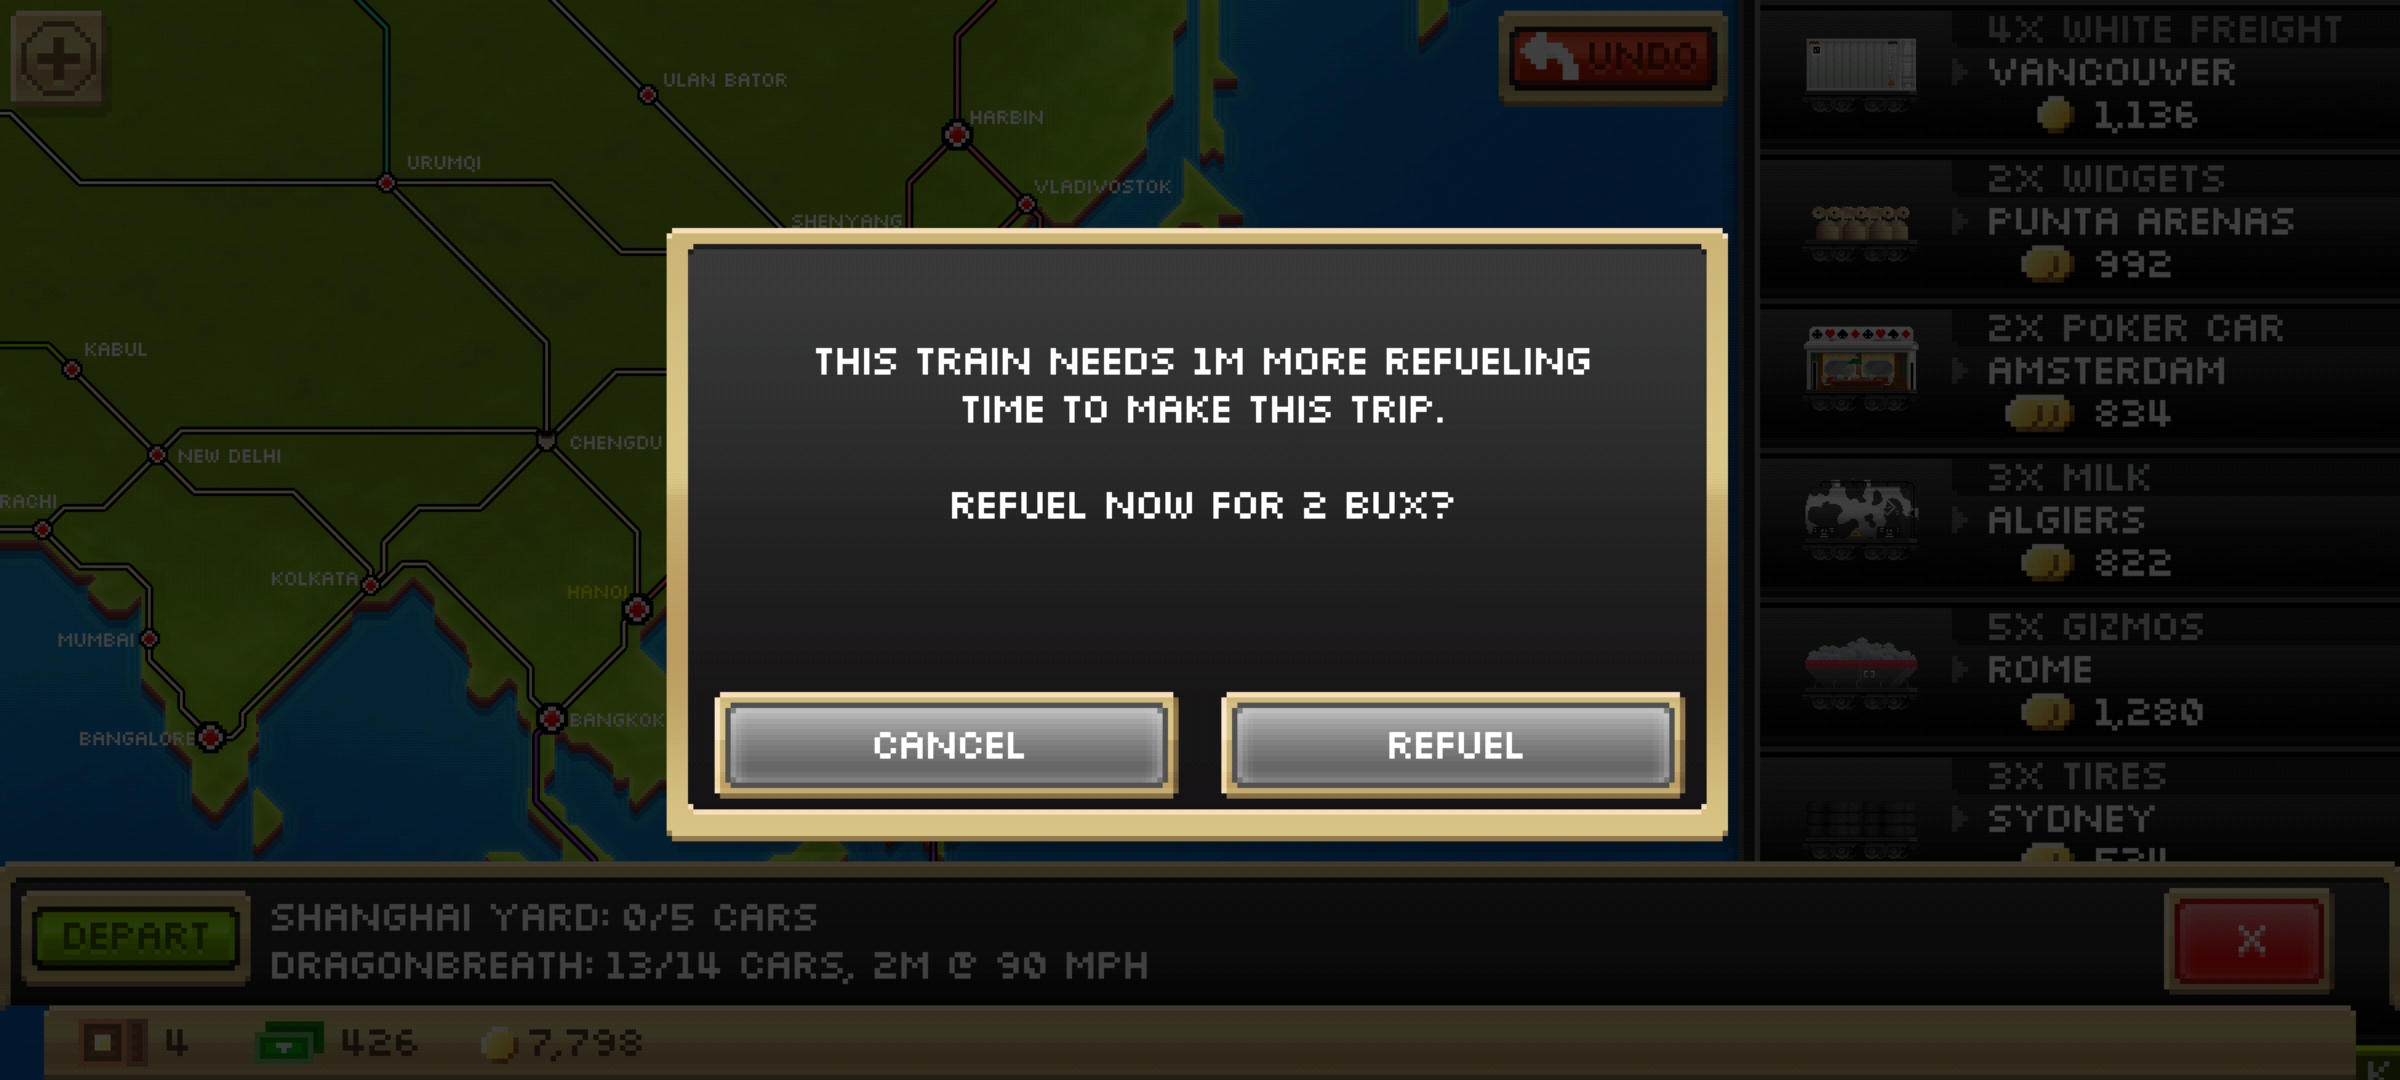 ULAN BATOR
HARBIN
URUMQI
VLADIVOSTOK
SHENYANG
KABUL
CHENGDU
NEW DELHI
RACHI
KOLKATA
HANOI
MUMBAI
BANGKOK
BANGALORE
UNDO
4X WHITE FREIGHT
VANCOUVER
1,136
2X WIDGETS
PUNTA ARENAS
992
2X POKER CAR
AMSTERDAM
834
3X MILK
ALGIERS
822
5X GIZMOS
ROME
1,280
3X TIRES
SYDNEY
THIS TRAIN NEEDS 1M MORE REFUELING
TIME TO MAKE THIS TRIP.
REFUEL NOW FOR 2 BUX?
CANCEL
REFUEL
DEPART
SHANGHAI YARD: 0/5 CARS
DRAGONBREATH: 13/14 CARS, 2M @ 90 MPH
X
4
426
7,798